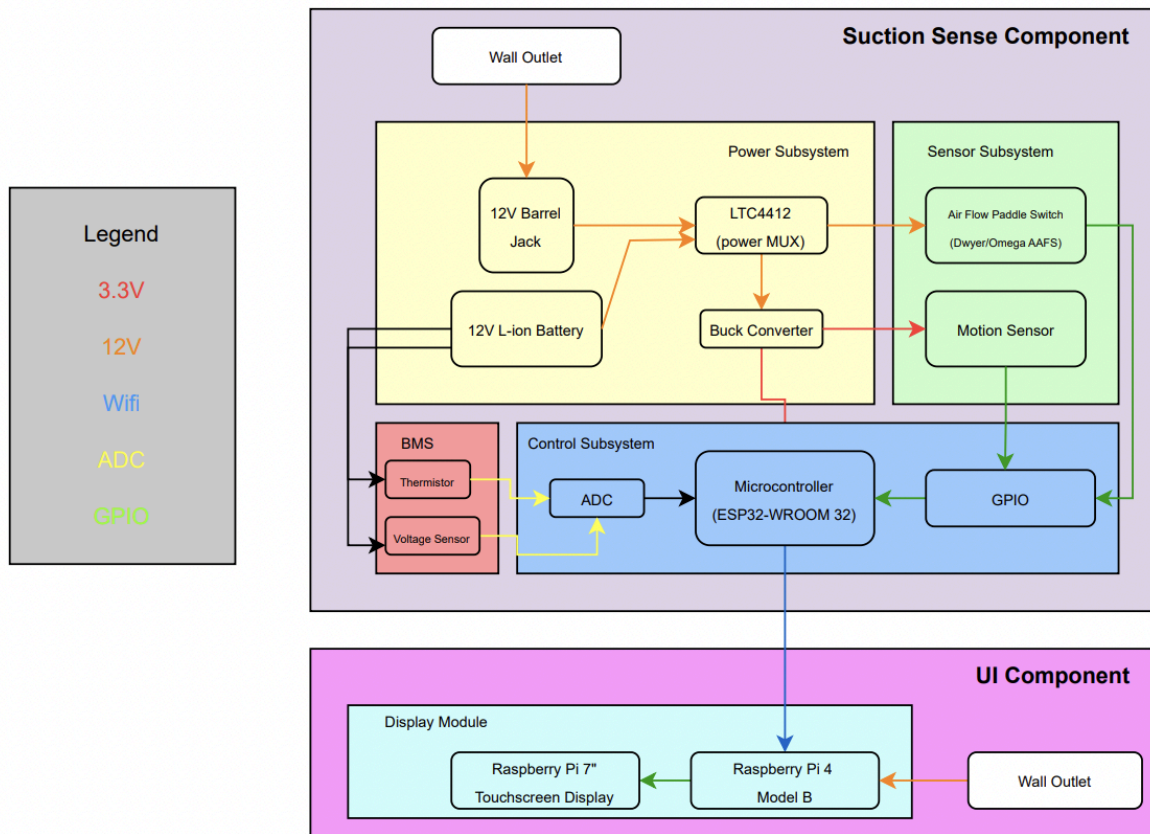 Suction Sense Component
Wall Outlet
Power Subsystem
Sensor Subsystem
12V Barrel
Jack
LTC4412
(power MUX)
Air Flow Paddle Switch
(Dwyer/Omega AAFS)
12V L-ion Battery
Buck Converter
Motion Sensor
Legend
3.3V
12V
Wifi
ADC
GPIO
BMS
Thermistor
Voltage Sensor
Control Subsystem
ADC
Microcontroller
(ESP32-WROOM 32)
GPIO
UI Component
Display Module
Raspberry Pi 7"
Touchscreen Display
Raspberry Pi 4
Model B
Wall Outlet